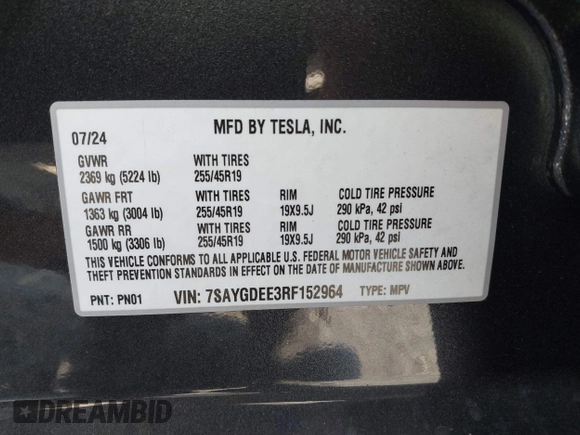 07/24 MFD BY TESLA, INC.
GVWR WITH TIRES
2369 kg (5224 lb) 255/45R19
GAWR FRT WITH TIRES RIM COLD TIRE PRESSURE
1363 kg (3004 lb) 255/45R19 19X9.5J 290 kPa, 42 psi
GAWR RR WITH TIRES RIM COLD TIRE PRESSURE
1500 kg (3306 lb) 255/45R19 19X9.5J 290 kPa, 42 psi
THIS VEHICLE CONFORMS TO ALL APPLICABLE U.S. FEDERAL MOTOR VEHICLE SAFETY AND
THEFT PREVENTION STANDARDS IN EFFECT ON THE DATE OF MANUFACTURE SHOWN ABOVE.
PNT: PN01 VIN: 7SAYGDEE3RF152964 TYPE: MPV
DREAMBID